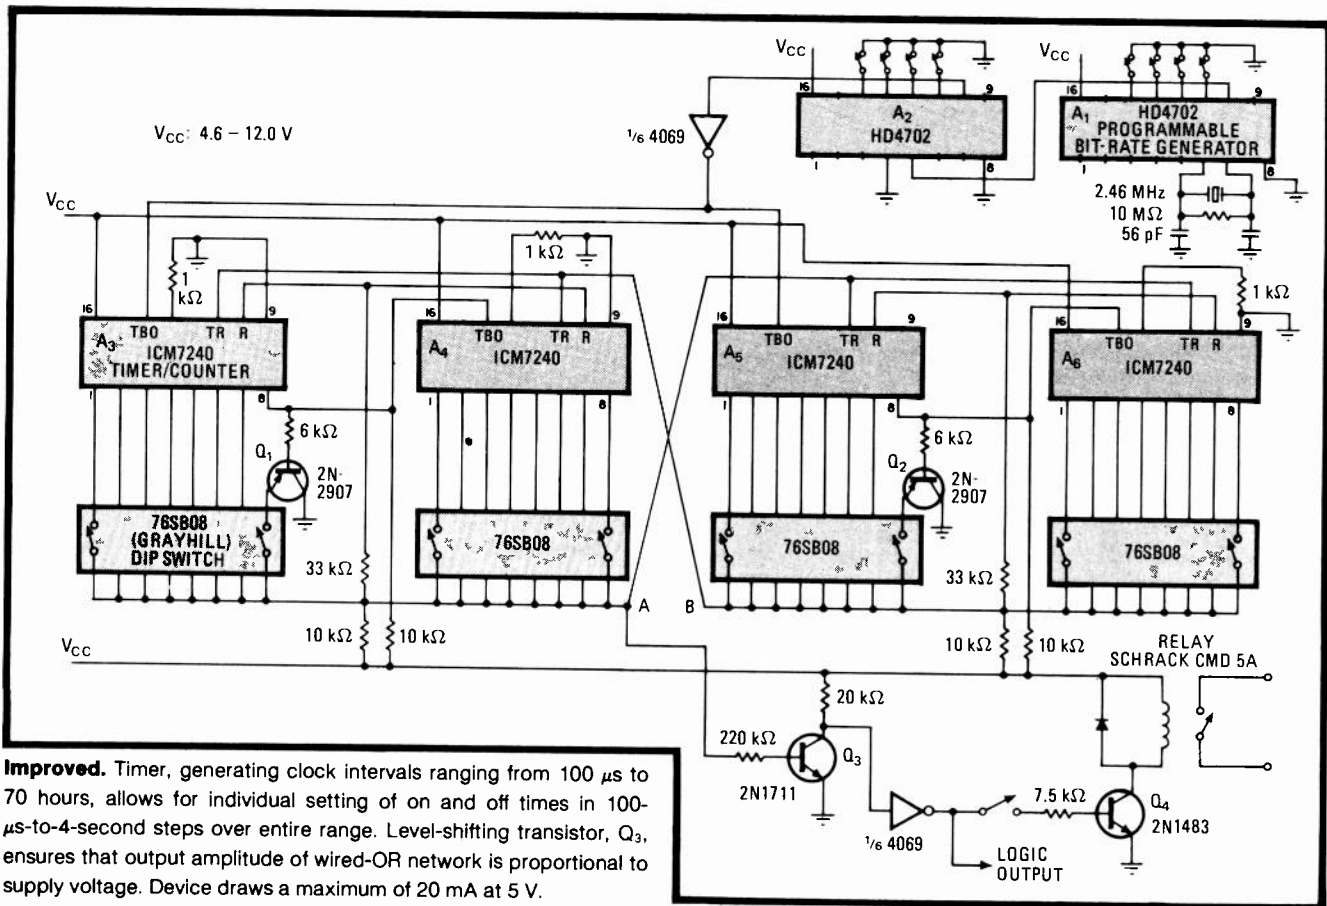 VCC
VCC
16
9
16
9
A2
HD4702
A1
HD4702
PROGRAMMABLE
BIT-RATE GENERATOR
1
8
1
8
VCC: 4.6 – 12.0 V
1/6 4069
2.46 MHz
10 MΩ
56 pF
VCC
1
kΩ
1 kΩ
1 kΩ
16
TBO
TR
R
9
A3
ICM7240
TIMER/COUNTER
1
8
16
TBO
TR
R
9
A4
ICM7240
1
8
16
TR
R
9
A5
ICM7240
1
8
16
TBO
TR
R
9
A6
ICM7240
1
8
6 kΩ
Q1
2N-
2907
6 kΩ
Q2
2N-
2907
76SB08
(GRAYHILL)
DIP SWITCH
76SB08
76SB08
76SB08
33 kΩ
33 kΩ
A
B
10 kΩ
10 kΩ
10 kΩ
10 kΩ
VCC
RELAY
SCHRACK CMD 5A
20 kΩ
220 kΩ
Q3
2N1711
1/6 4069
7.5 kΩ
Q4
2N1483
LOGIC
OUTPUT
Improved. Timer, generating clock intervals ranging from 100 μs to
70 hours, allows for individual setting of on and off times in 100-
μs-to-4-second steps over entire range. Level-shifting transistor, Q3,
ensures that output amplitude of wired-OR network is proportional to
supply voltage. Device draws a maximum of 20 mA at 5 V.